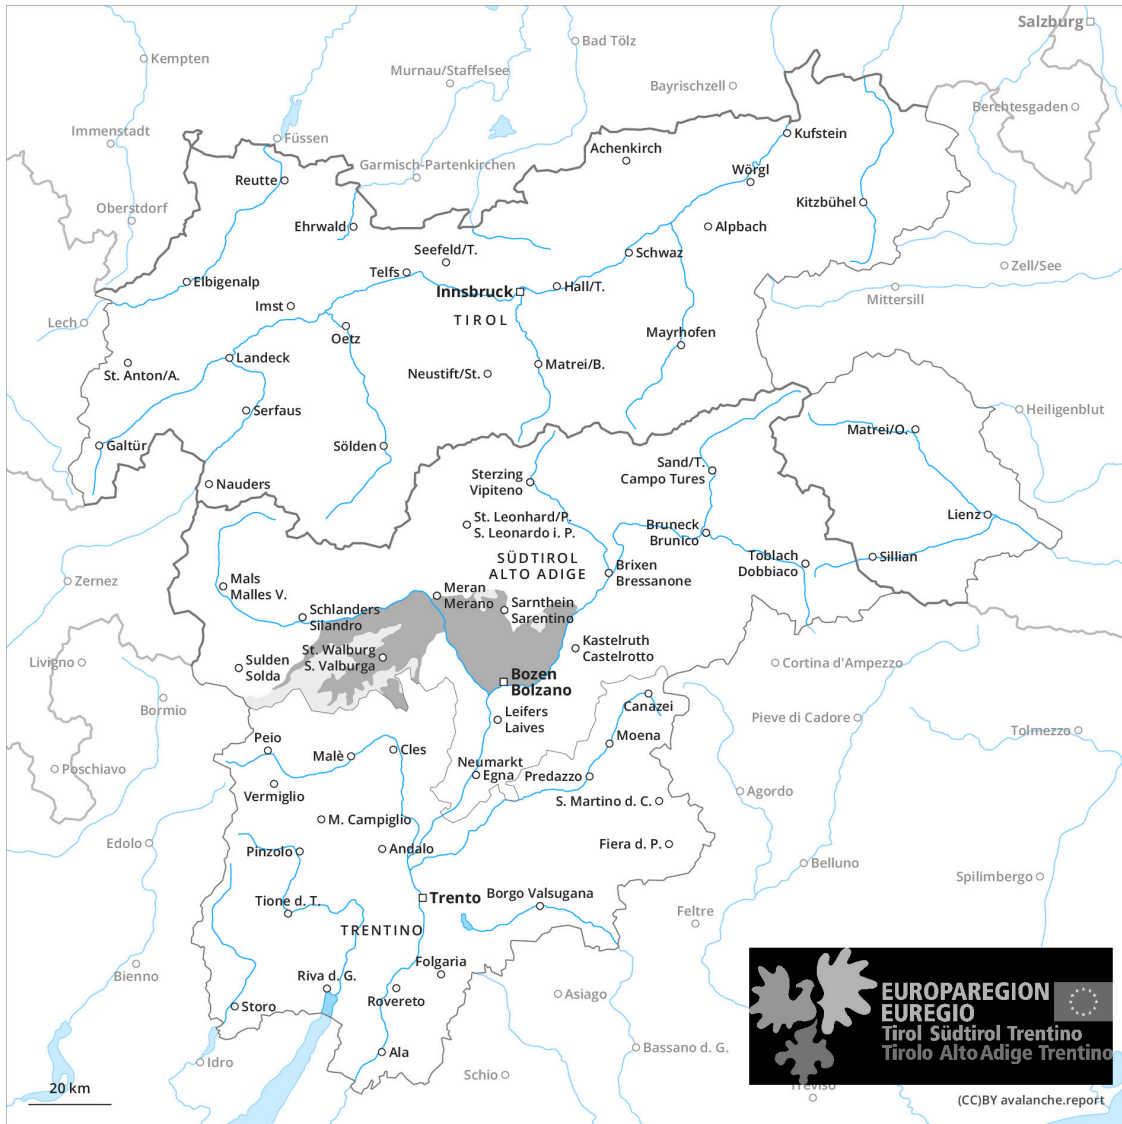 Salzburg
Bad Tölz
Kempten
Murnau/Staffelsee
Bayrischzell
Berchtesgaden
Immenstadt
Füssen
Kufstein
Achenkirch
Garmisch-Partenkirchen
Wörgl
Reutte
Kitzbühel
Oberstdorf
Ehrwald
Alpbach
Seefeld/T.
Schwaz
Zell/See
Telfs
Elbigenalp
Hall/T.
Innsbruck
Mittersill
Imst
TIROL
Lech
Oetz
Mayrhofen
Landeck
Matrei/B.
St. Anton/A.
Neustift/St.
Serfaus
Heiligenblut
Matrei/O.
Galtür
Sölden
Sand/T.
Campo Tures
Sterzing
Vipiteno
Nauders
St. Leonhard/P.
S. Leonardo i. P.
Lienz
Bruneck
Brunico
SÜDTIROL
ALTO ADIGE
Toblach
Dobbiaco
Sillian
Brixen
Bressanone
Zernez
Mals
Malles V.
Meran
Merano
Schlanders
Silandro
Sarnthein
Sarentino
Kastelruth
Castelrotto
St. Walburg
S. Valburga
Livigno
Sulden
Solda
Cortina d'Ampezzo
Bozen
Bolzano
Bormio
Canazei
Leifers
Laives
Pieve di Cadore
Tolmezzo
Peio
Moena
Malè
Cles
Poschiavo
Neumarkt
Egna
Predazzo
Vermiglio
Agordo
S. Martino d. C.
M. Campiglio
Edolo
Pinzolo
Andalo
Fiera d. P.
Belluno
Spilimbergo
Trento
Borgo Valsugana
Tione d. T.
Feltre
TRENTINO
Bienno
Riva d. G.
Folgaria
Rovereto
Asiago
Storo
Ala
Idro
Bassano d. G.
Schio
Treviso
EUROPAREGION
EUREGIO
Tirol Südtirol Trentino
Tirolo Alto Adige Trentino
20 km
(CC)BY avalanche.report